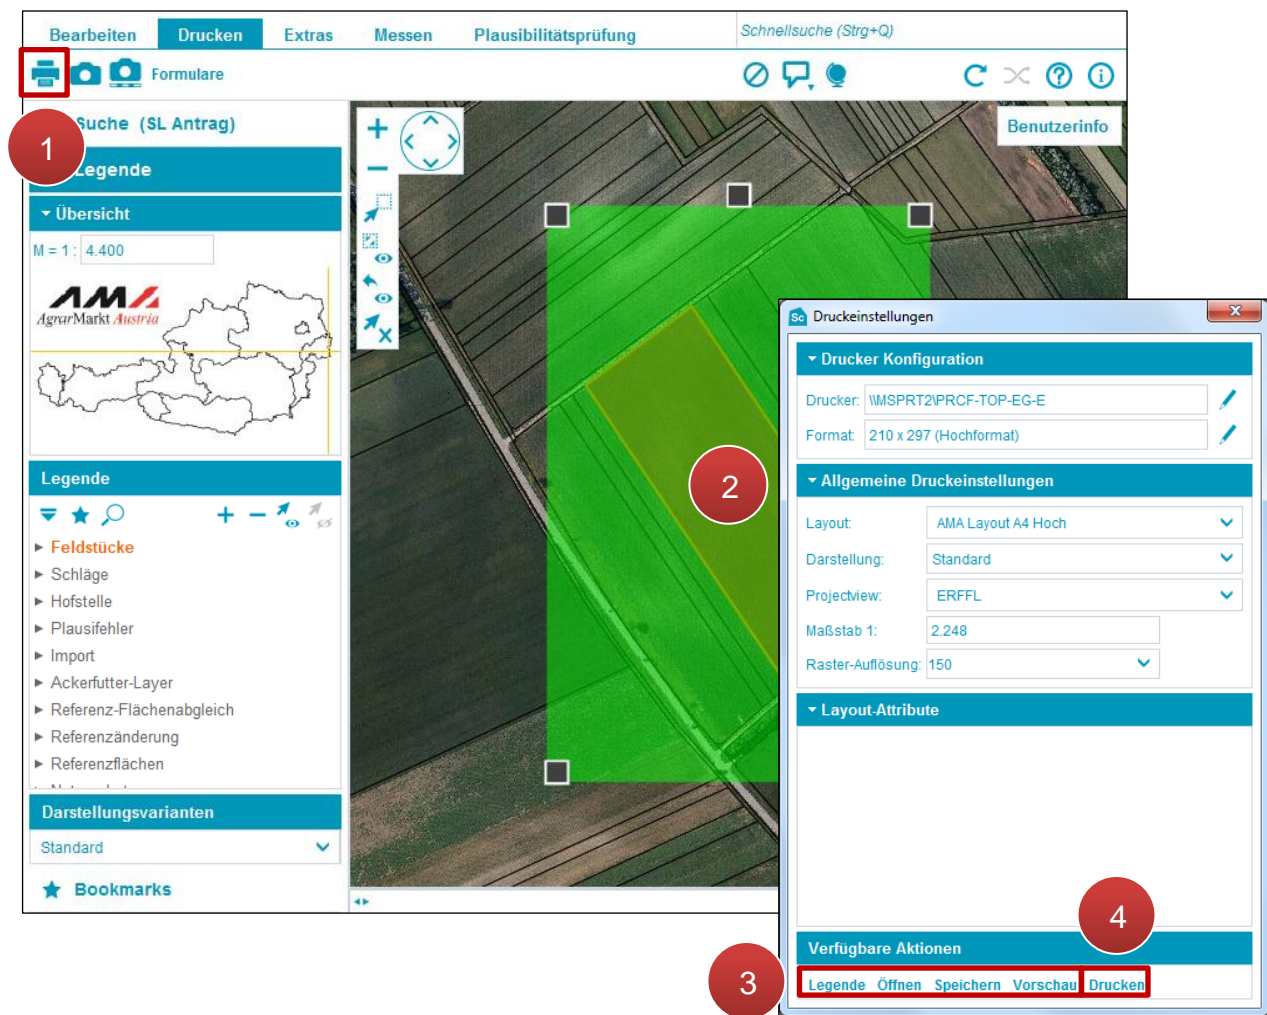 Bearbeiten Drucken Extras Messen Plausibilitätsprüfung Schnellsuche (Strg+Q)
Formulare
Suche (SL Antrag)
Benutzerinfo
1
Legende
Übersicht
M = 1 : 4.400
AMA
AgrarMarkt Austria
Legende
Feldstücke
Schläge
Hofstelle
Plausifehler
Import
Ackerfutter-Layer
Referenz-Flächenabgleich
Referenzänderung
Referenzflächen
Darstellungsvarianten
Standard
Bookmarks
2
Sc Druckeinstellungen
Drucker Konfiguration
Drucker: \\MSPRT2\PRCF-TOP-EG-E
Format: 210 x 297 (Hochformat)
Allgemeine Druckeinstellungen
Layout: AMA Layout A4 Hoch
Darstellung: Standard
Projectview: ERFFL
Maßstab 1: 2.248
Raster-Auflösung: 150
Layout-Attribute
4
Verfügbare Aktionen
3
Legende Öffnen Speichern Vorschau Drucken